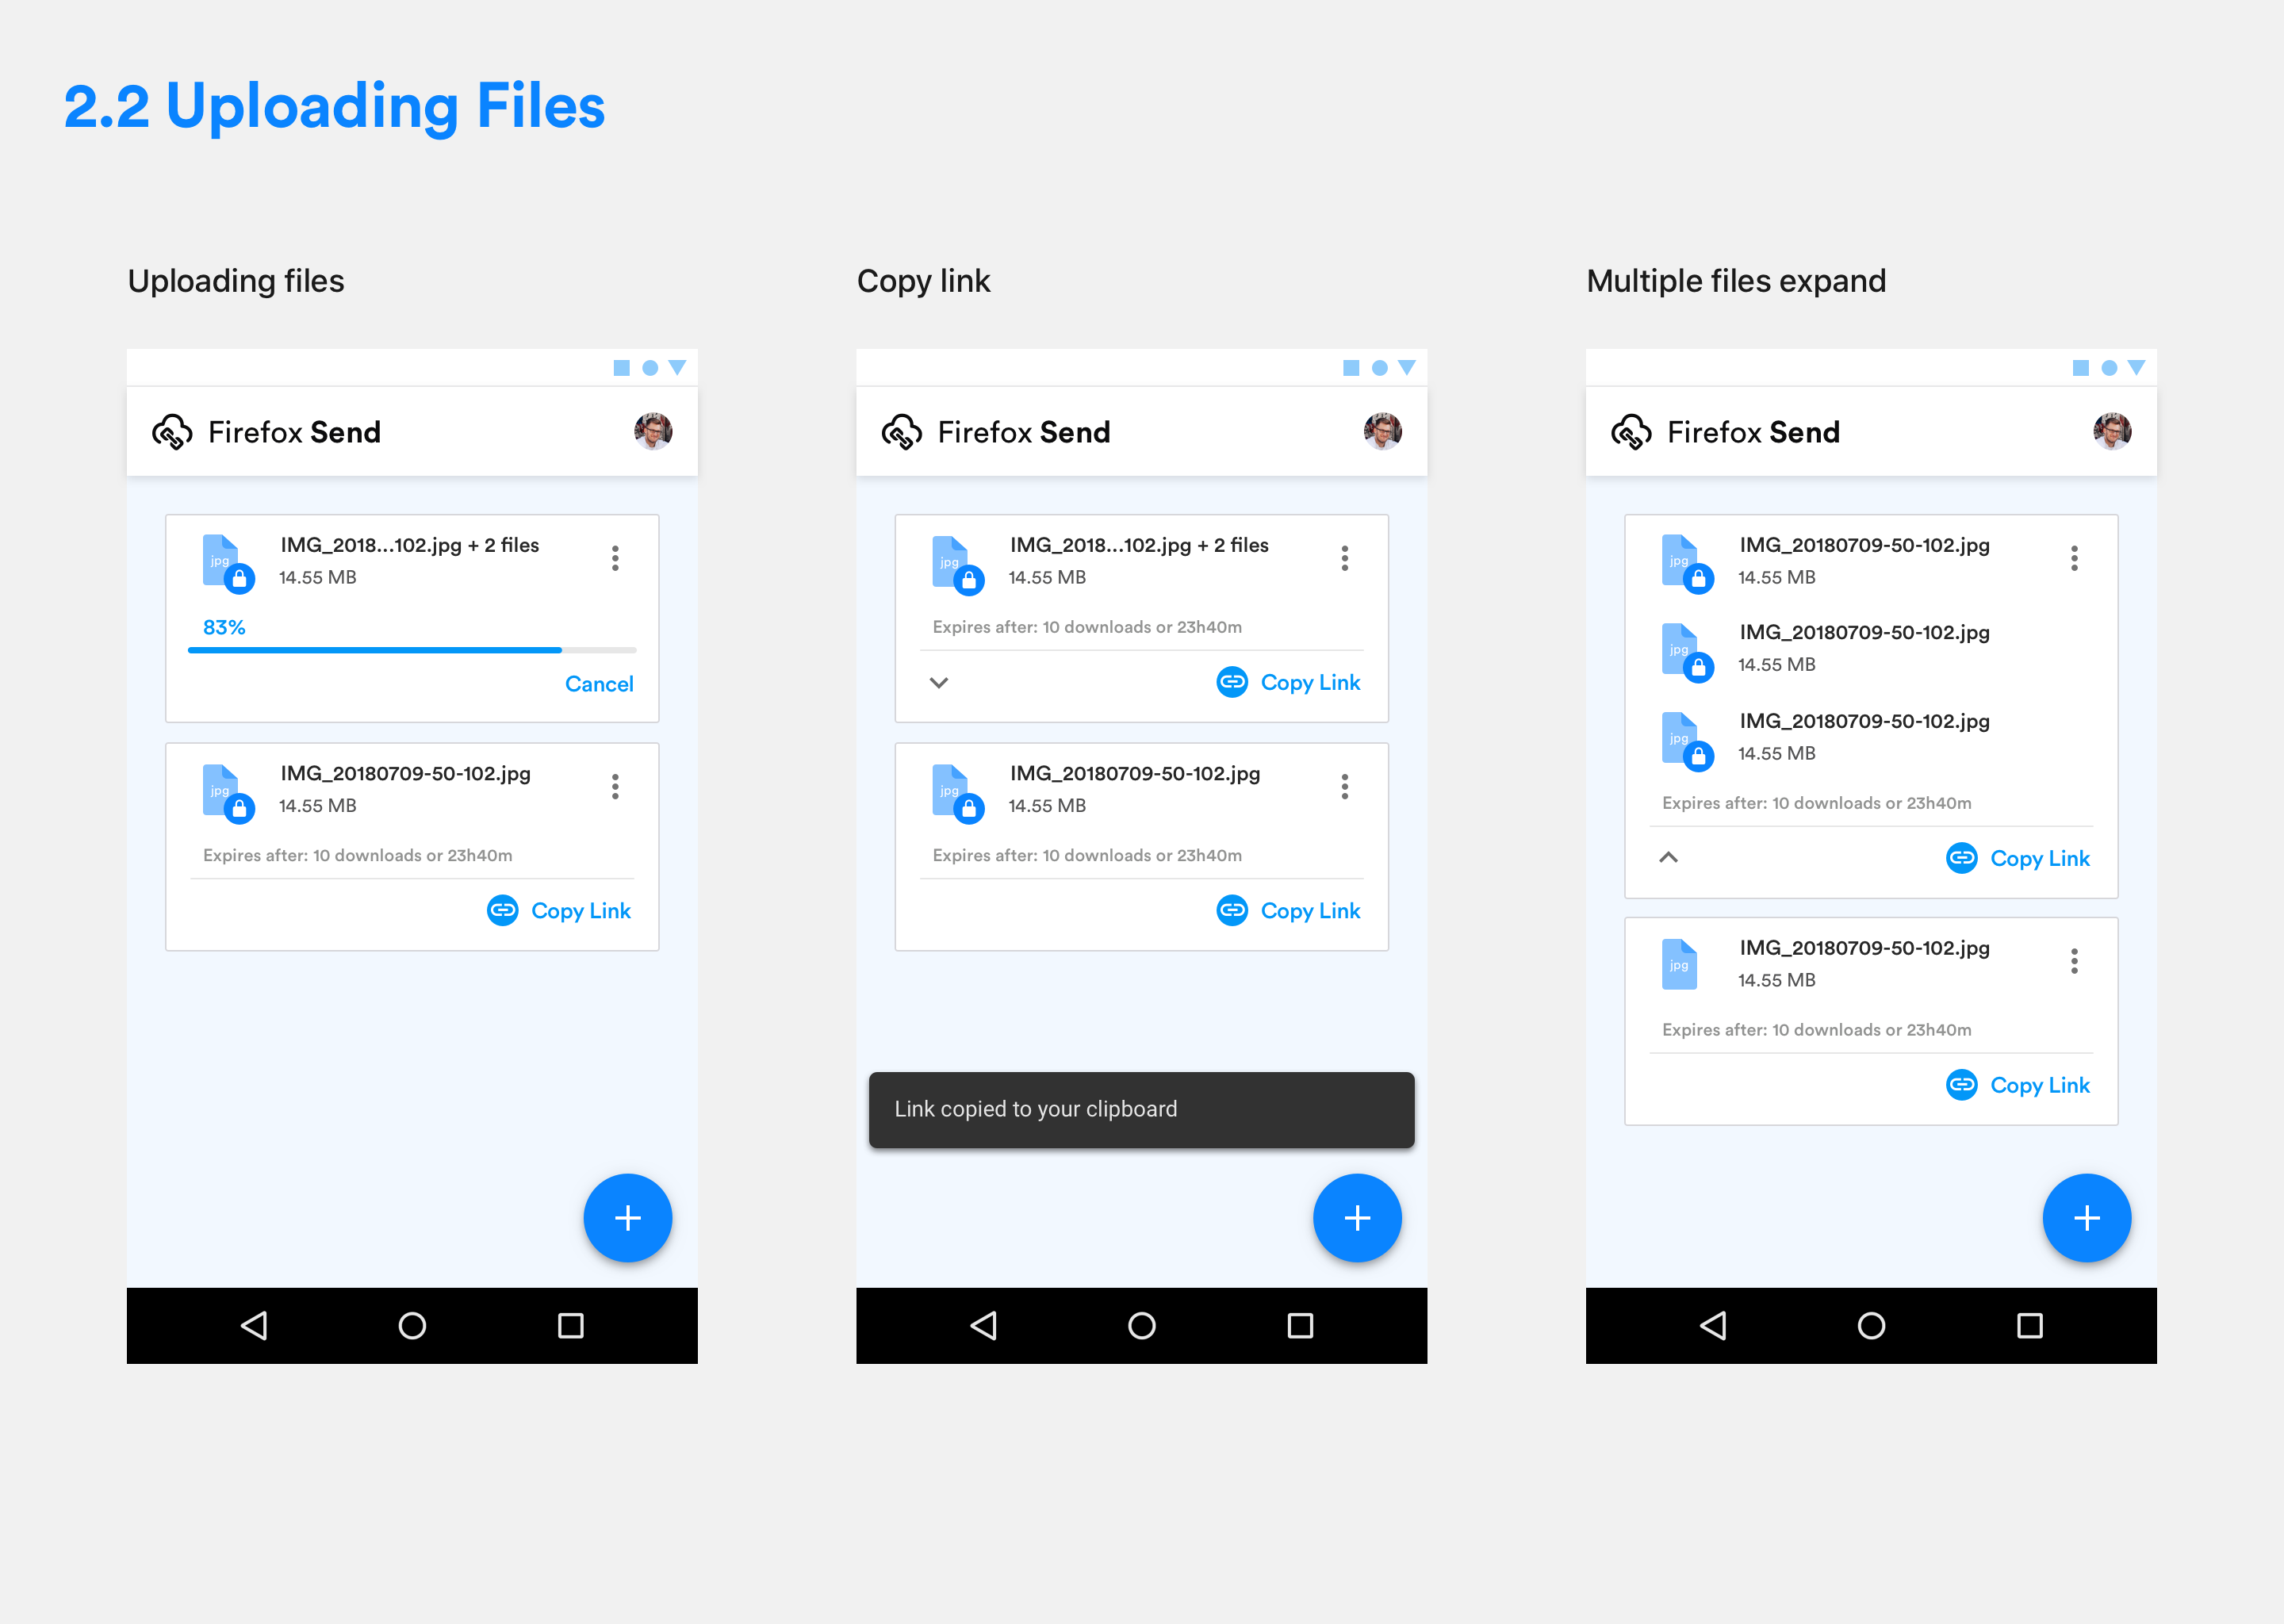 2.2 Uploading Files
Uploading files
Firefox Send
jpg
IMG_2018...102.jpg + 2 files
14.55 MB
83%
Cancel
jpg
IMG_20180709-50-102.jpg
14.55 MB
Expires after: 10 downloads or 23h40m
Copy Link
Copy link
Firefox Send
jpg
IMG_2018...102.jpg + 2 files
14.55 MB
Expires after: 10 downloads or 23h40m
Copy Link
jpg
IMG_20180709-50-102.jpg
14.55 MB
Expires after: 10 downloads or 23h40m
Copy Link
Link copied to your clipboard
Multiple files expand
Firefox Send
jpg
IMG_20180709-50-102.jpg
14.55 MB
jpg
IMG_20180709-50-102.jpg
14.55 MB
jpg
IMG_20180709-50-102.jpg
14.55 MB
Expires after: 10 downloads or 23h40m
Copy Link
jpg
IMG_20180709-50-102.jpg
14.55 MB
Expires after: 10 downloads or 23h40m
Copy Link